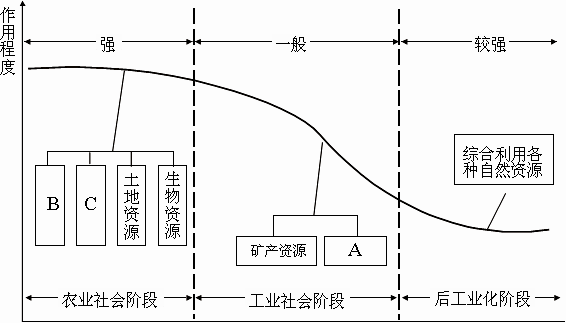 作用程度
强
一般
较强
B
C
土地资源
生物资源
矿产资源
A
综合利用各
种自然资源
农业社会阶段
工业社会阶段
后工业化阶段